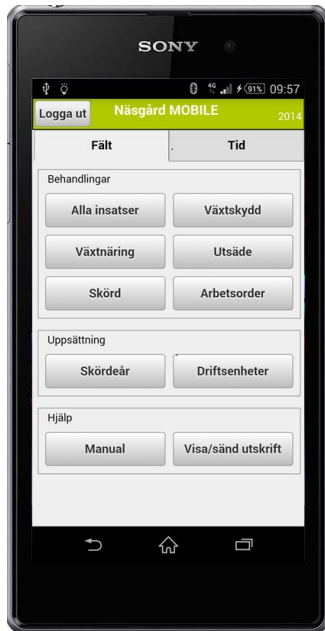 SONY
4G 91% 09:57
Logga ut Näsgård MOBILE 2014
Fält . Tid
Behandlingar
Alla insatser Växtskydd
Växtnäring Utsäde
Skörd Arbetsorder
Uppsättning
Skördeår Driftsenheter
Hjälp
Manual Visa/sänd utskrift